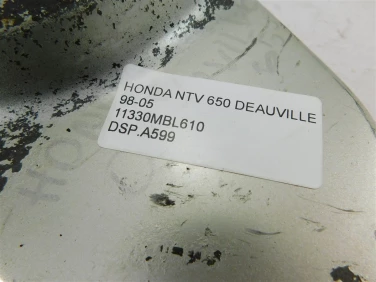 HONDA NTV 650 DEAUVILLE
98-05
11330MBL610
DSP.A599